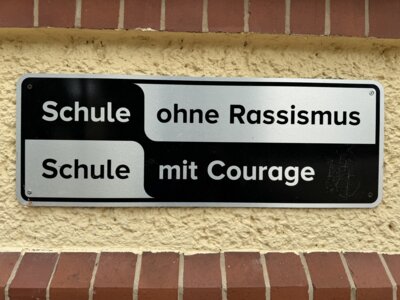 Schule ohne Rassismus
Schule mit Courage